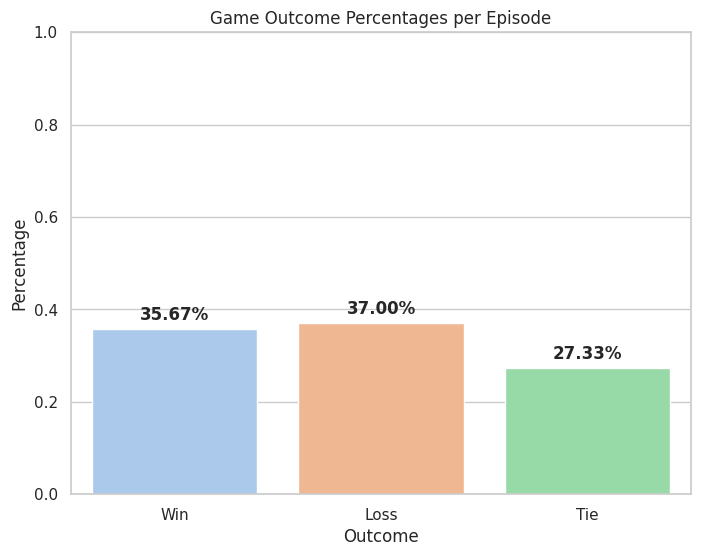 Game Outcome Percentages per Episode
1.0
0.8
0.6
0.4
0.2
0.0
Percentage
35.67%
37.00%
27.33%
Win
Loss
Tie
Outcome